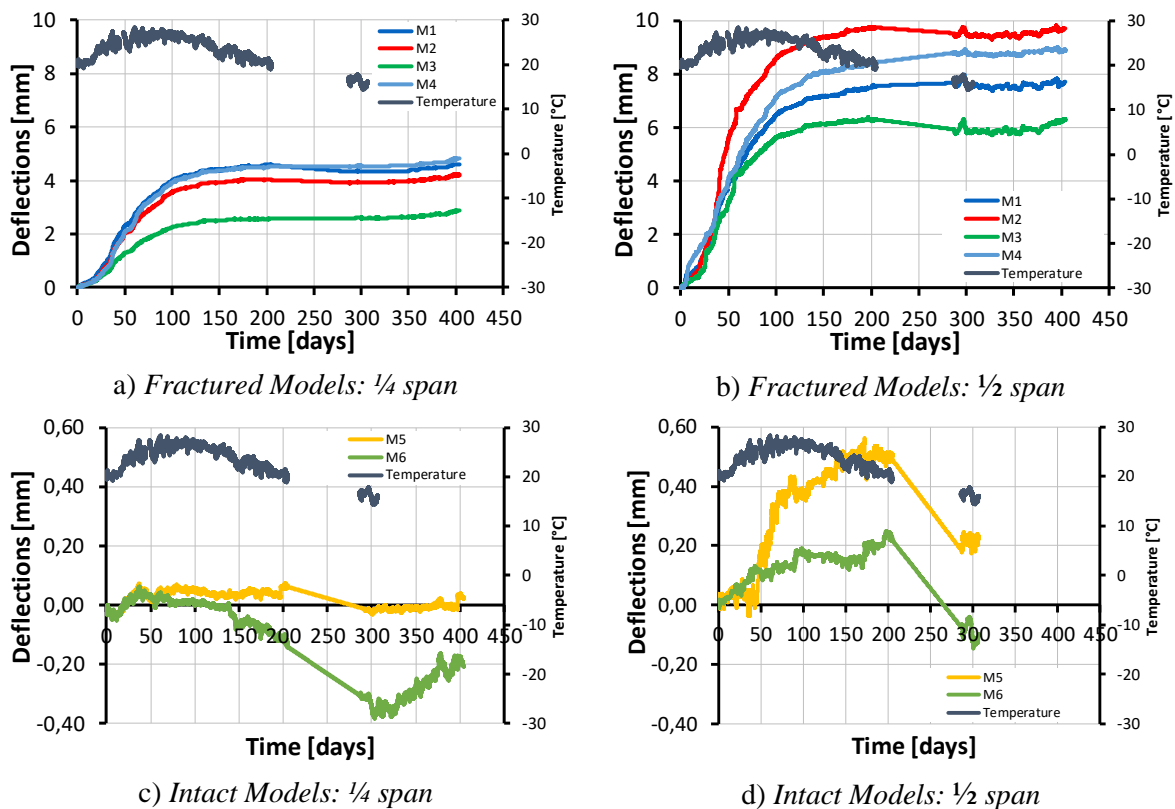 10
8
6
4
2
0
Deflections [mm]
M1
M2
M3
M4
Temperature
30
20
10
0
-10
-20
-30
Temperature [°C]
0 50 100 150 200 250 300 350 400 450
Time [days]
a) Fractured Models: ¼ span
10
8
6
4
2
0
Deflections [mm]
M1
M2
M3
M4
Temperature
30
20
10
0
-10
-20
-30
Temperature [°C]
0 50 100 150 200 250 300 350 400 450
Time [days]
b) Fractured Models: ½ span
0,60
0,40
0,20
0,00
-0,20
-0,40
Deflections [mm]
M5
M6
Temperature
30
20
10
0
-10
-20
-30
Temperature [°C]
0 50 100 150 200 250 300 350 400 450
Time [days]
c) Intact Models: ¼ span
0,60
0,40
0,20
0,00
-0,20
-0,40
Deflections [mm]
M5
M6
Temperature
30
20
10
0
-10
-20
-30
Temperature [°C]
0 50 100 150 200 250 300 350 400 450
Time [days]
d) Intact Models: ½ span